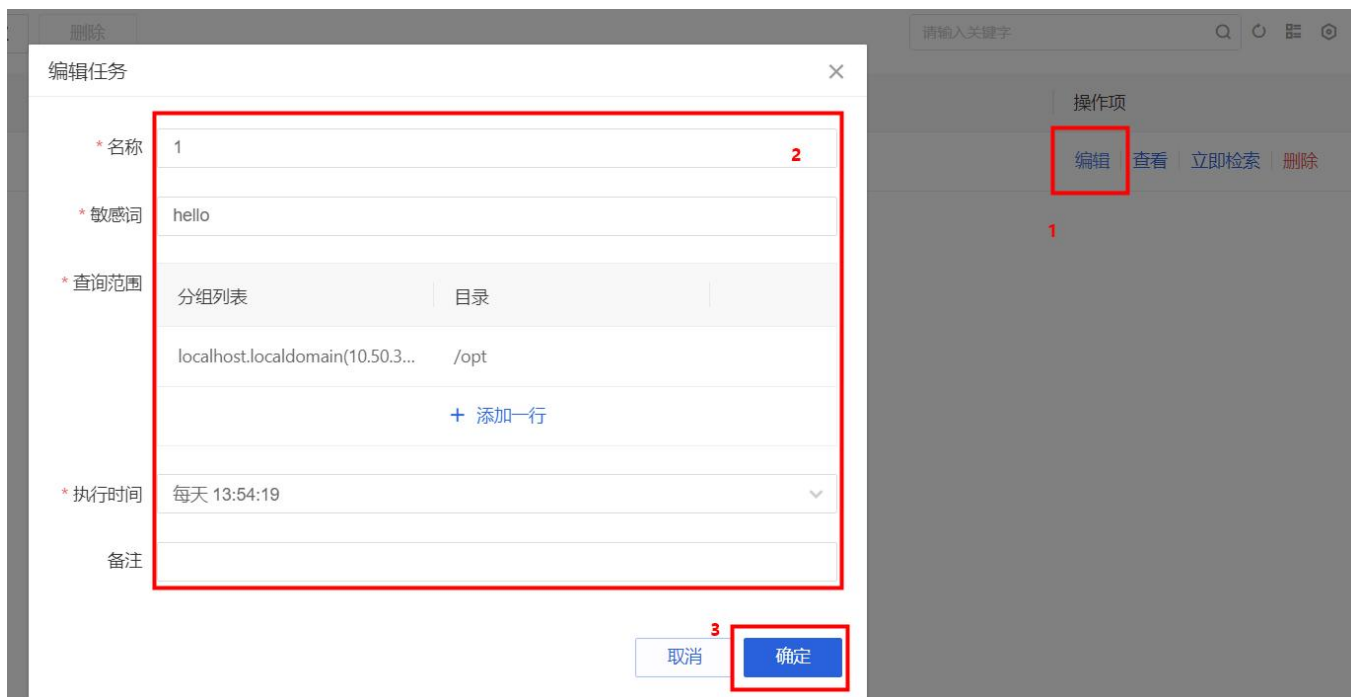 删除
请输入关键字
编辑任务
操作项
* 名称 1
2
编辑 查看 立即检索 删除
* 敏感词 hello
1
* 查询范围
分组列表 目录
localhost.localdomain(10.50.3... /opt
+ 添加一行
* 执行时间 每天 13:54:19
备注
3
取消 确定